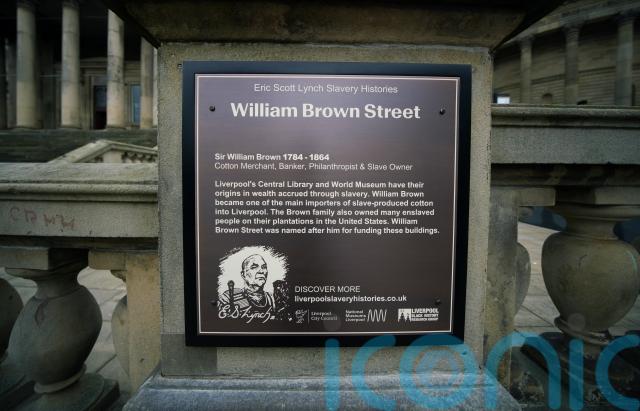 Eric Scott Lynch Slavery Histories
William Brown Street
Sir William Brown 1784 - 1864
Cotton Merchant, Banker, Philanthropist & Slave Owner
Liverpool's Central Library and World Museum have their
origins in wealth accrued through slavery. William Brown
became one of the main importers of slave-produced cotton
into Liverpool. The Brown family also owned many enslaved
people on their plantations in the United States. William
Brown Street was named after him for funding these buildings.
E.S. Lynch
DISCOVER MORE
liverpoolslaveryhistories.co.uk
Liverpool
City Council
National
Museums
Liverpool
LIVERPOOL
BLACK HISTORY
RESEARCH GROUP
iconic